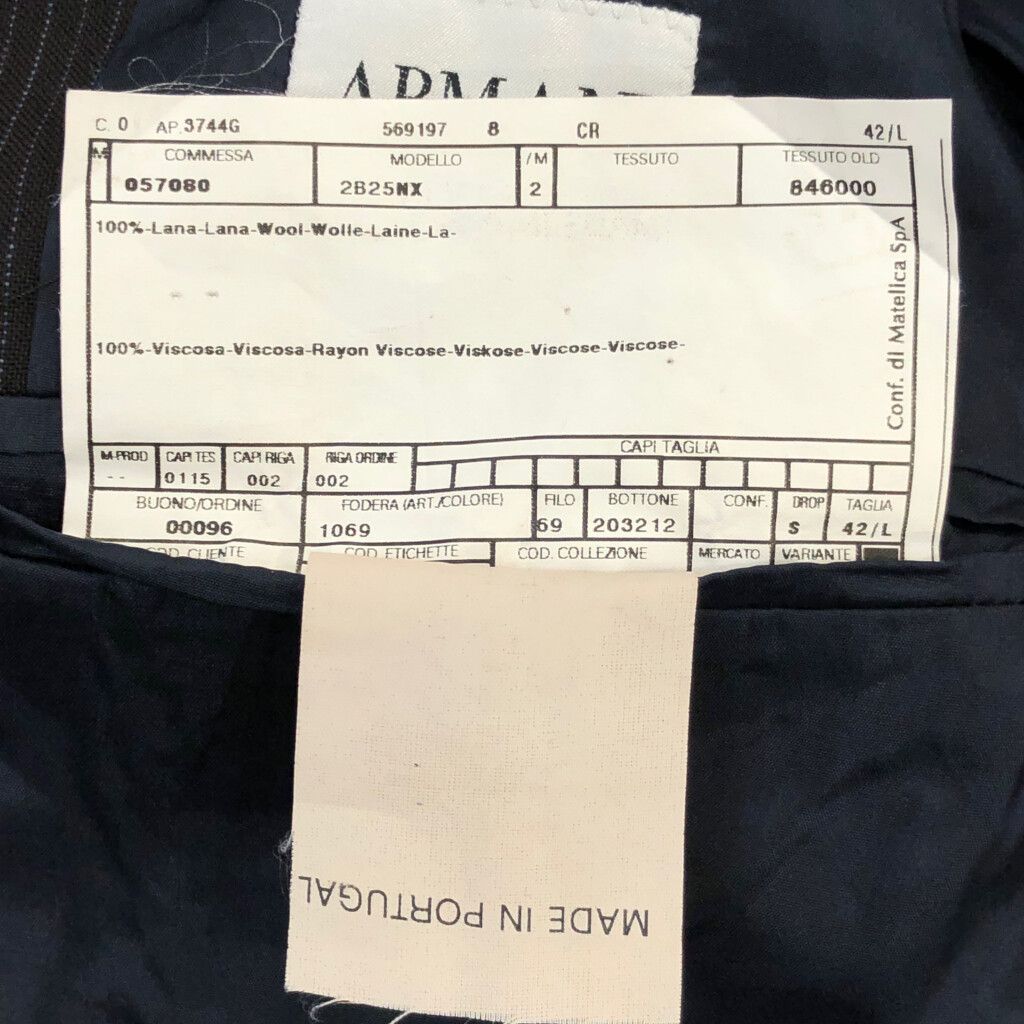 ARMANI
C. 0 AP.3744G 569197 8 CR 42/L
M COMMESSA MODELLO /M TESSUTO TESSUTO OLD
057080 2B25NX 2 846000
100%-Lana-Lana-Wool-Wolle-Laine-La-
100%-Viscosa-Viscosa-Rayon Viscose-Viskose-Viscose-Viscose-
Conf. di Matelica SpA
M-PROD CAPI TES CAPI RIGA RIGA ORDINE CAPI TAGLIA
-- 0115 002 002
BUONO/ORDINE FODERA (ART./COLORE) FILO BOTTONE CONF. DROP TAGLIA
00096 1069 69 203212 S 42/L
COD. CLIENTE COD. ETICHETTE COD. COLLEZIONE MERCATO VARIANTE
MADE IN PORTUGAL